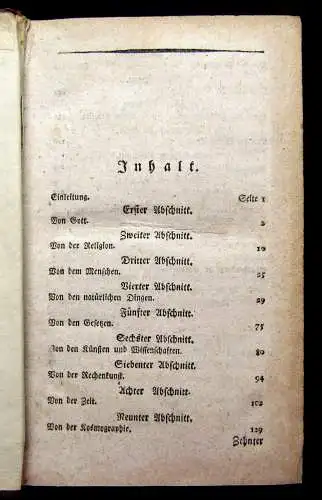 Inhalt.
Einleitung. Seite 1
Erster Abschnitt.
Von Gott. 2
Zweiter Abschnitt.
Von der Religion. 10
Dritter Abschnitt.
Von dem Menschen. 25
Vierter Abschnitt.
Von den natürlichen Dingen. 29
Fünfter Abschnitt.
Von den Gesetzen. 75
Sechster Abschnitt.
Von den Künsten und Wissenschaften. 80
Siebenter Abschnitt.
Von der Rechenkunst. 94
Achter Abschnitt.
Von der Zeit. 102
Neunter Abschnitt.
Von der Kosmographie. 129
Zehnter